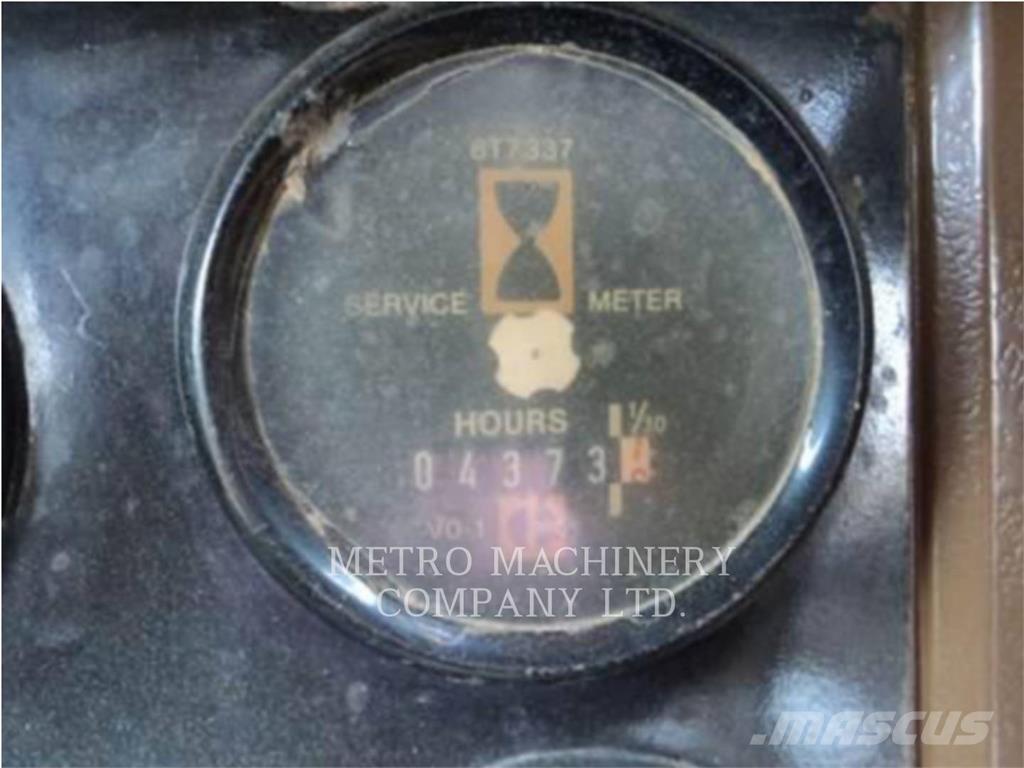 6T7337
SERVICE METER
HOURS 1/10
0 4 3 7 3
METRO MACHINERY
COMPANY LTD.
MASCUS